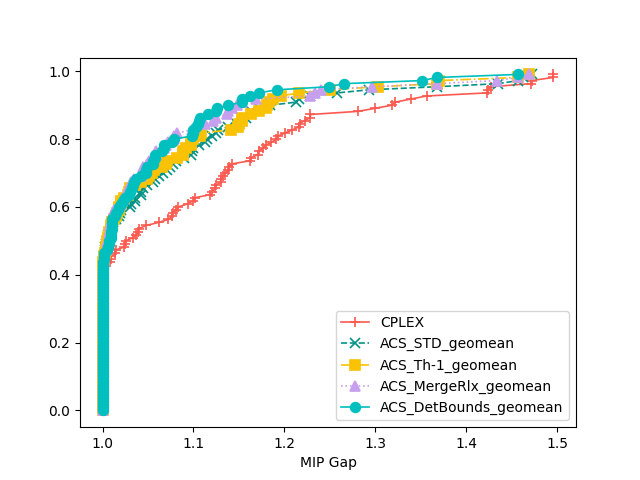 1.0
0.8
0.6
0.4
0.2
0.0
1.0 1.1 1.2 1.3 1.4 1.5
MIP Gap
CPLEX
ACS_STD_geomean
ACS_Th-1_geomean
ACS_MergeRlx_geomean
ACS_DetBounds_geomean